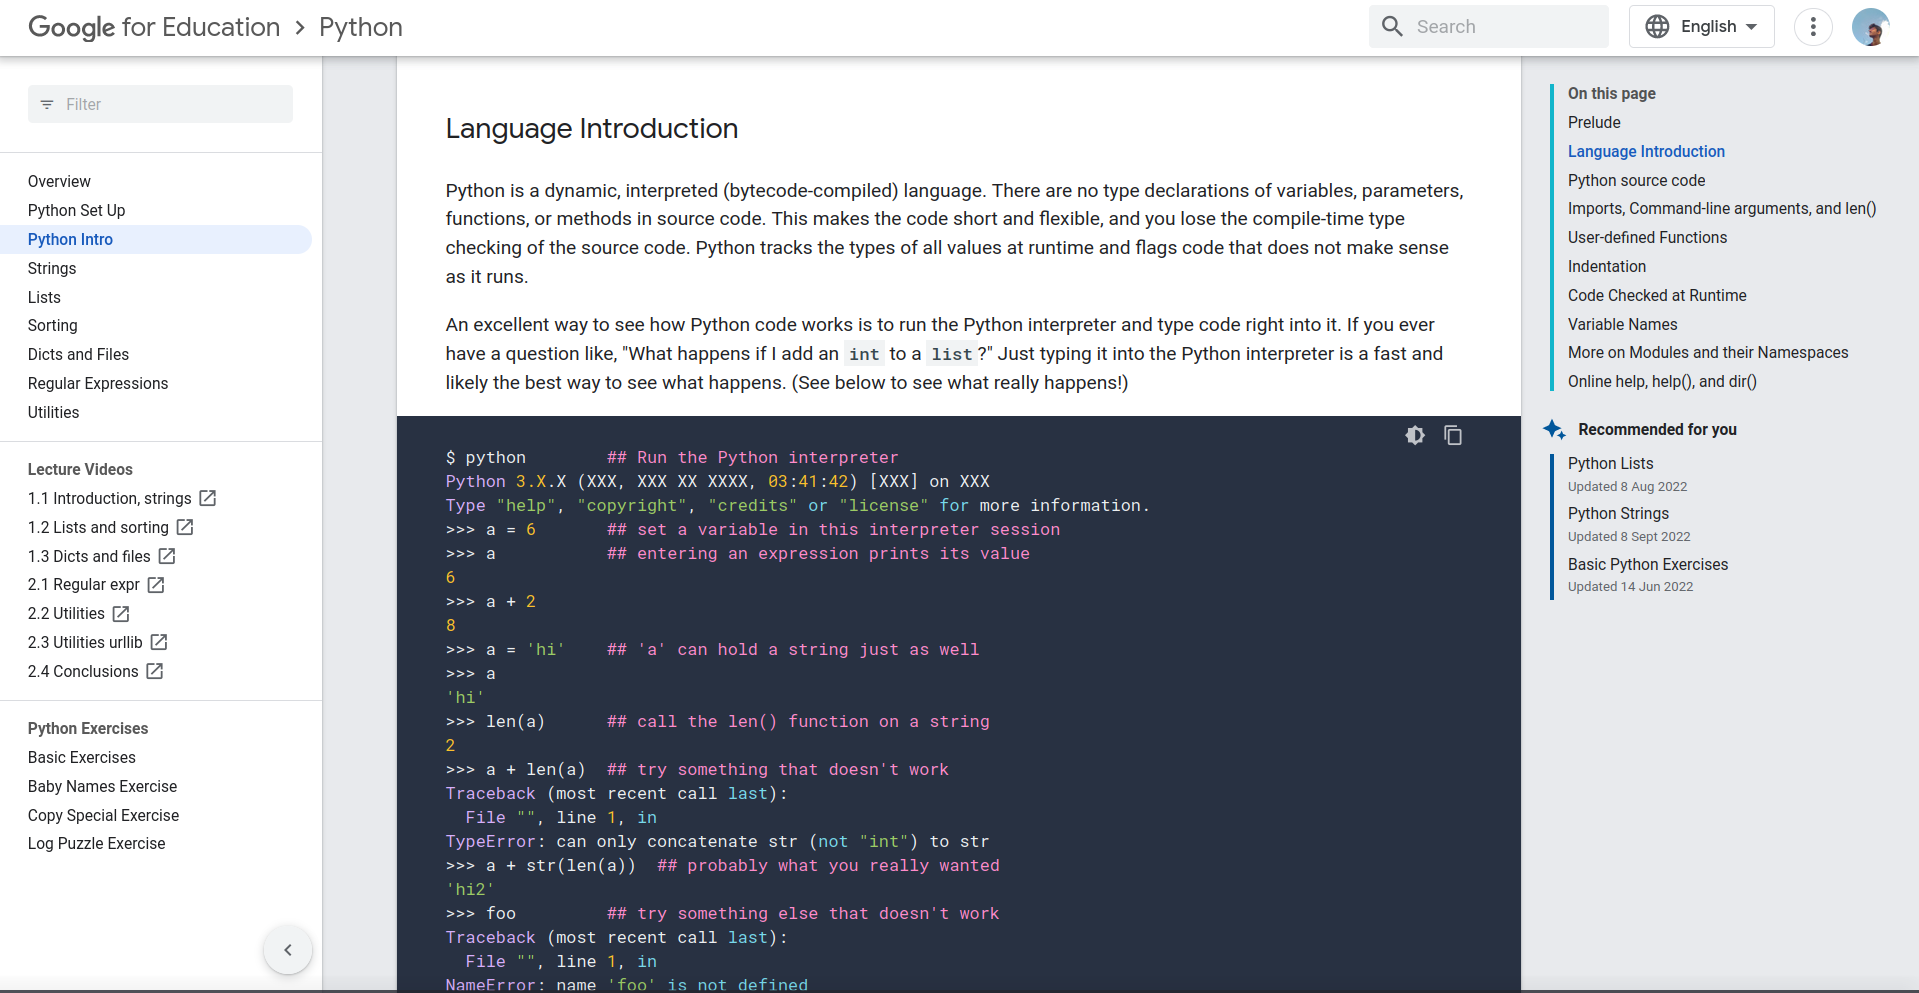 Google for Education > Python
Search
English
Filter
Overview
Python Set Up
Python Intro
Strings
Lists
Sorting
Dicts and Files
Regular Expressions
Utilities
Lecture Videos
1.1 Introduction, strings
1.2 Lists and sorting
1.3 Dicts and files
2.1 Regular expr
2.2 Utilities
2.3 Utilities urllib
2.4 Conclusions
Python Exercises
Basic Exercises
Baby Names Exercise
Copy Special Exercise
Log Puzzle Exercise
Language Introduction
Python is a dynamic, interpreted (bytecode-compiled) language. There are no type declarations of variables, parameters,
functions, or methods in source code. This makes the code short and flexible, and you lose the compile-time type
checking of the source code. Python tracks the types of all values at runtime and flags code that does not make sense
as it runs.
An excellent way to see how Python code works is to run the Python interpreter and type code right into it. If you ever
have a question like, "What happens if I add an int to a list?" Just typing it into the Python interpreter is a fast and
likely the best way to see what happens. (See below to see what really happens!)
$ python        ## Run the Python interpreter
Python 3.X.X (XXX, XXX XX XXXX, 03:41:42) [XXX] on XXX
Type "help", "copyright", "credits" or "license" for more information.
>>> a = 6       ## set a variable in this interpreter session
>>> a           ## entering an expression prints its value
6
>>> a + 2
8
>>> a = 'hi'    ## 'a' can hold a string just as well
>>> a
'hi'
>>> len(a)      ## call the len() function on a string
2
>>> a + len(a)  ## try something that doesn't work
Traceback (most recent call last):
  File "", line 1, in
TypeError: can only concatenate str (not "int") to str
>>> a + str(len(a))  ## probably what you really wanted
'hi2'
>>> foo         ## try something else that doesn't work
Traceback (most recent call last):
  File "", line 1, in
NameError: name 'foo' is not defined
On this page
Prelude
Language Introduction
Python source code
Imports, Command-line arguments, and len()
User-defined Functions
Indentation
Code Checked at Runtime
Variable Names
More on Modules and their Namespaces
Online help, help(), and dir()
Recommended for you
Python Lists
Updated 8 Aug 2022
Python Strings
Updated 8 Sept 2022
Basic Python Exercises
Updated 14 Jun 2022